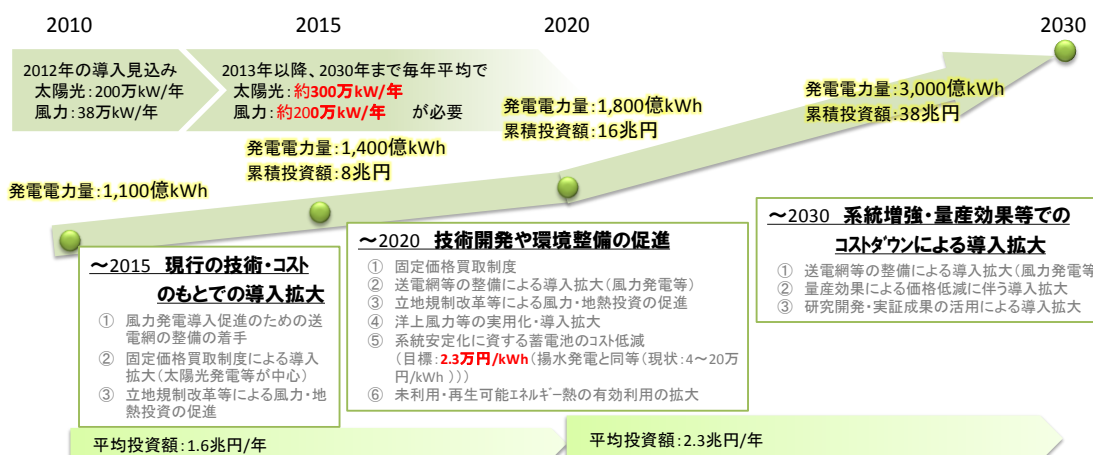 2010
2015
2020
2030
2012年の導入見込み
太陽光:200万kW/年
風力:38万kW/年
2013年以降、2030年まで毎年平均で
太陽光:約300万kW/年
風力:約200万kW/年 が必要
発電電力量:1,100億kWh
発電電力量:1,400億kWh
累積投資額:8兆円
発電電力量:1,800億kWh
累積投資額:16兆円
発電電力量:3,000億kWh
累積投資額:38兆円
~2015 現行の技術・コスト
のもとでの導入拡大
① 風力発電導入促進のための送
電網の整備の着手
② 固定価格買取制度による導入
拡大(太陽光発電等が中心)
③ 立地規制改革等による風力・地
熱投資の促進
~2020 技術開発や環境整備の促進
① 固定価格買取制度
② 送電網等の整備による導入拡大(風力発電等)
③ 立地規制改革等による風力・地熱投資の促進
④ 洋上風力等の実用化・導入拡大
⑤ 系統安定化に資する蓄電池のコスト低減
(目標:2.3万円/kWh(揚水発電と同等(現状:4~20万
円/kWh )))
⑥ 未利用・再生可能エネルギー熱の有効利用の拡大
~2030 系統増強・量産効果等での
コストダウンによる導入拡大
① 送電網等の整備による導入拡大(風力発電等
② 量産効果による価格低減に伴う導入拡大
③ 研究開発・実証成果の活用による導入拡大
平均投資額:1.6兆円/年
平均投資額:2.3兆円/年